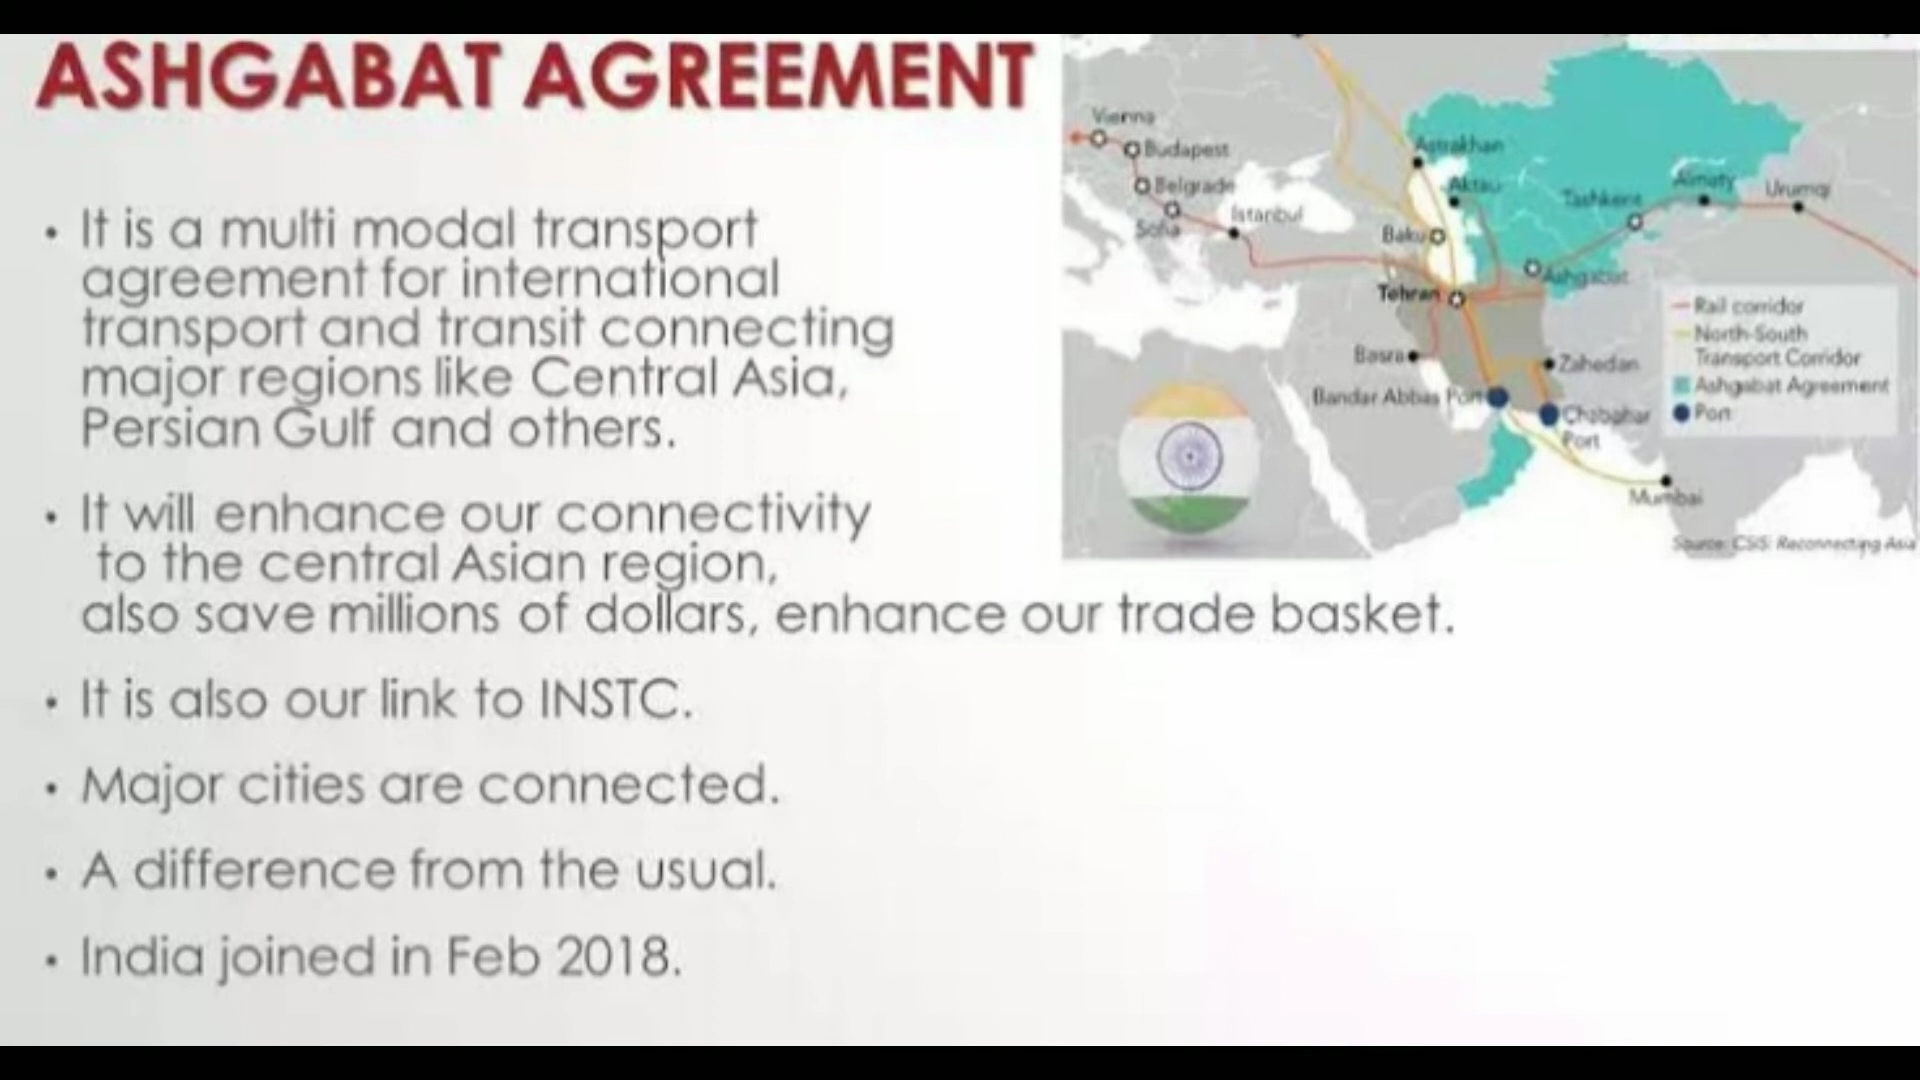 ASHGABAT AGREEMENT
• It is a multi modal transport
agreement for international
transport and transit connecting
major regions like Central Asia,
Persian Gulf and others.
• It will enhance our connectivity
to the central Asian region,
also save millions of dollars, enhance our trade basket.
• It is also our link to INSTC.
• Major cities are connected.
• A difference from the usual.
• India joined in Feb 2018.
Vienna
Budapest
Belgrade
Sofia
Istanbul
Astrakhan
Aktau
Baku
Tashkent
Almaty
Urumqi
Ashgabat
Tehran
Basra
Zahedan
Bandar Abbas Port
Chabahar
Port
Mumbai
Rail corridor
North-South
Transport Corridor
Ashgabat Agreement
Port
Source: CSIS: Reconnecting Asia